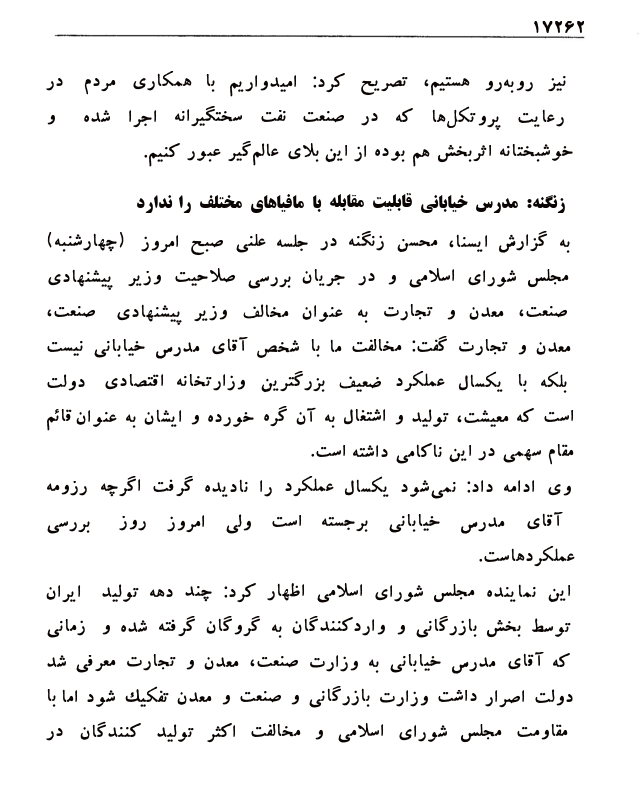 ۱۷۲۶۲
نیز روبه‌رو هستیم، تصریح کرد: امیدواریم با همکاری مردم در
رعایت پروتکل‌ها که در صنعت نفت سختگیرانه اجرا شده و
خوشبختانه اثربخش هم بوده از این بلای عالم‌گیر عبور کنیم.
زنگنه: مدرس خیابانی قابلیت مقابله با مافیاهای مختلف را ندارد
به گزارش ایسنا، محسن زنگنه در جلسه علنی صبح امروز (چهارشنبه)
مجلس شورای اسلامی و در جریان بررسی صلاحیت وزیر پیشنهادی
صنعت، معدن و تجارت به عنوان مخالف وزیر پیشنهادی صنعت،
معدن و تجارت گفت: مخالفت ما با شخص آقای مدرس خیابانی نیست
بلکه با یکسال عملکرد ضعیف بزرگترین وزارتخانه اقتصادی دولت
است که معیشت، تولید و اشتغال به آن گره خورده و ایشان به عنوان قائم
مقام سهمی در این ناکامی داشته است.
وی ادامه داد: نمی‌شود یکسال عملکرد را نادیده گرفت اگرچه رزومه
آقای مدرس خیابانی برجسته است ولی امروز روز بررسی
عملکردهاست.
این نماینده مجلس شورای اسلامی اظهار کرد: چند دهه تولید ایران
توسط بخش بازرگانی و واردکنندگان به گروگان گرفته شده و زمانی
که آقای مدرس خیابانی به وزارت صنعت، معدن و تجارت معرفی شد
دولت اصرار داشت وزارت بازرگانی و صنعت و معدن تفکیك شود اما با
مقاومت مجلس شورای اسلامی و مخالفت اکثر تولید کنندگان در